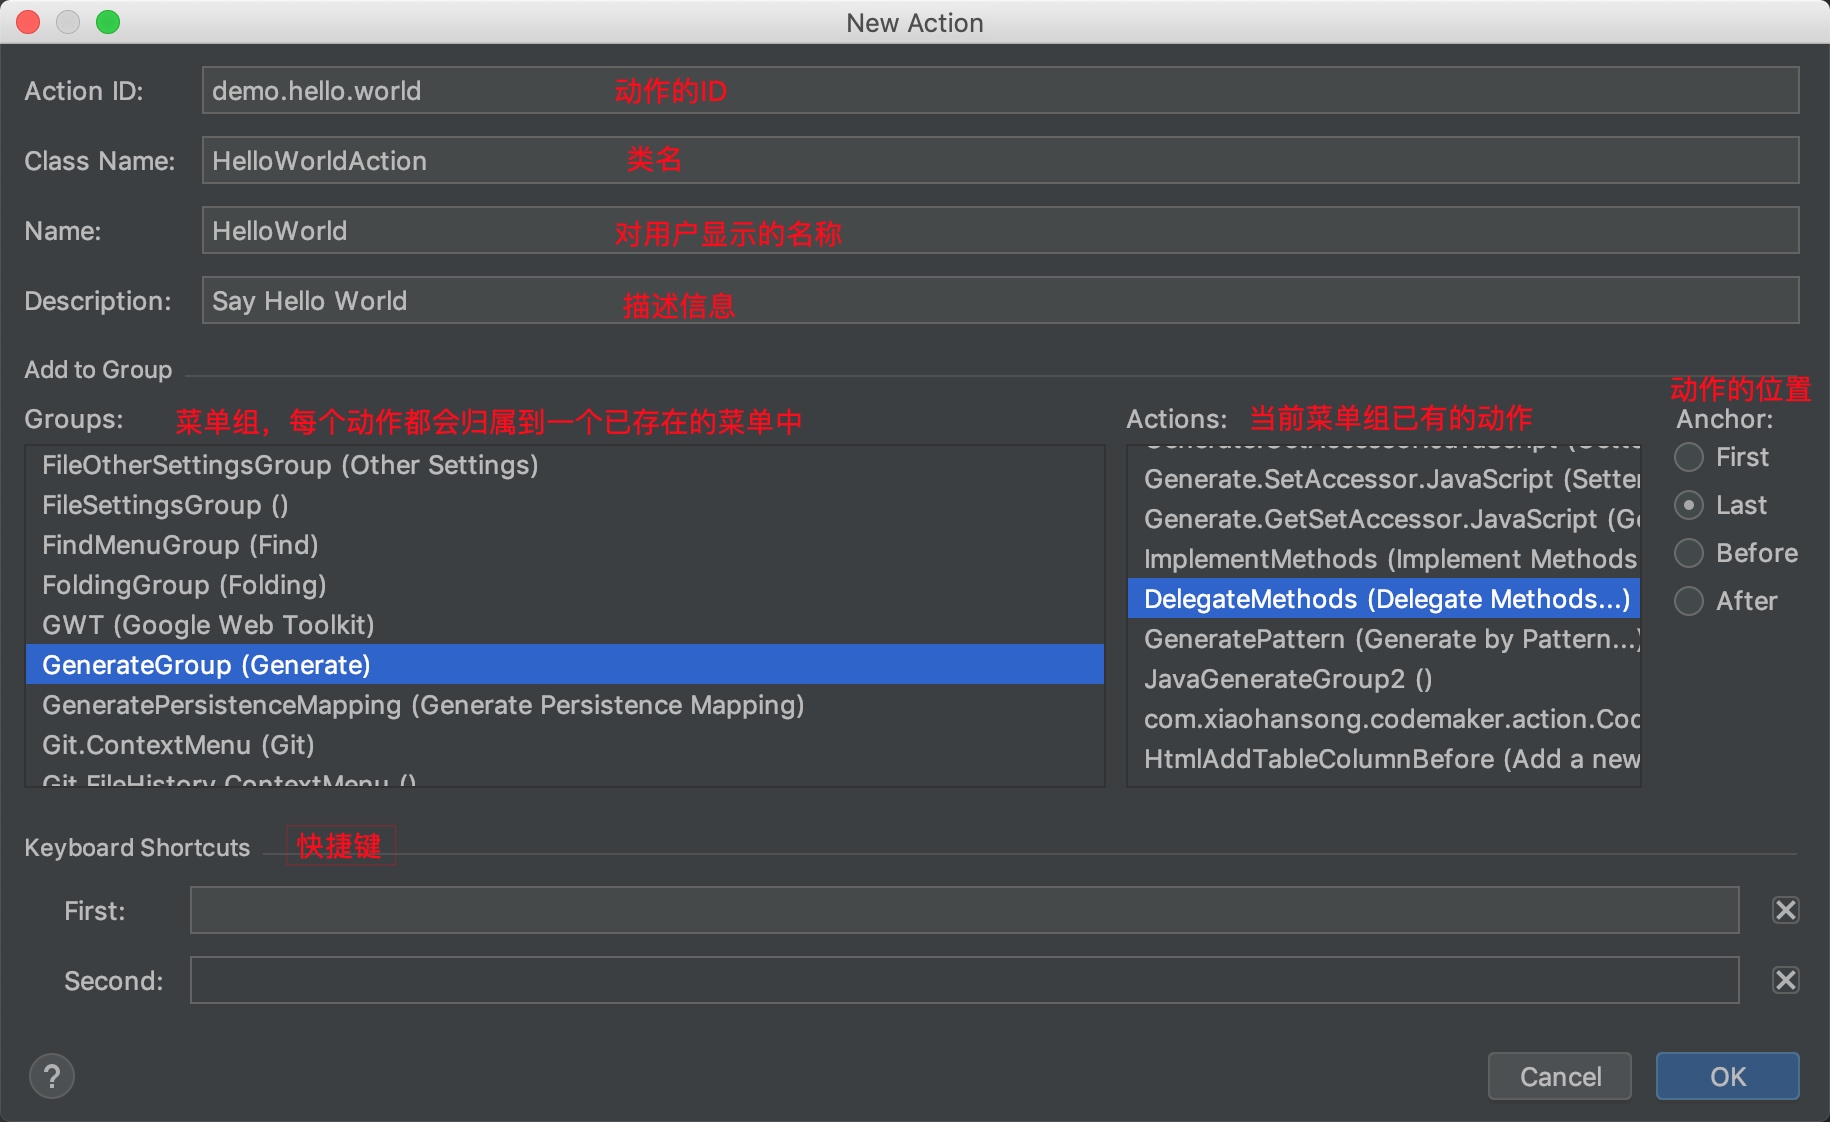 New Action
Action ID: demo.hello.world 动作的ID
Class Name: HelloWorldAction 类名
Name: HelloWorld 对用户显示的名称
Description: Say Hello World 描述信息
Add to Group
动作的位置
Groups: 菜单组，每个动作都会归属到一个已存在的菜单中
Actions: 当前菜单组已有的动作
Anchor:
FileOtherSettingsGroup (Other Settings)
FileSettingsGroup ()
FindMenuGroup (Find)
FoldingGroup (Folding)
GWT (Google Web Toolkit)
GenerateGroup (Generate)
GeneratePersistenceMapping (Generate Persistence Mapping)
Git.ContextMenu (Git)
Git.FileHistory.ContextMenu ()
Generate.SetAccessor.JavaScript (Setter
Generate.GetSetAccessor.JavaScript
ImplementMethods (Implement Methods
DelegateMethods (Delegate Methods...)
GeneratePattern (Generate by Pattern...)
JavaGenerateGroup2 ()
com.xiaohansong.codemaker.action.Coc
HtmlAddTableColumnBefore (Add a new
First
Last
Before
After
Keyboard Shortcuts 快捷键
First:
Second:
?
Cancel
OK